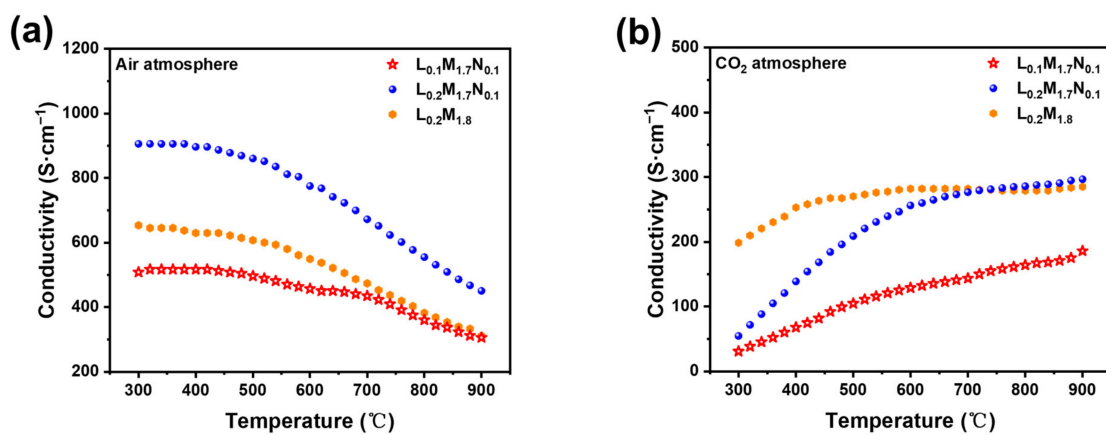 (a)
1200
1000
800
600
400
200
Conductivity (S·cm⁻¹)
Air atmosphere
L₀.₁M₁.₇N₀.₁
L₀.₂M₁.₇N₀.₁
L₀.₂M₁.₈
300 400 500 600 700 800 900
Temperature (℃)
(b)
500
400
300
200
100
0
Conductivity (S·cm⁻¹)
CO₂ atmosphere
L₀.₁M₁.₇N₀.₁
L₀.₂M₁.₇N₀.₁
L₀.₂M₁.₈
300 400 500 600 700 800 900
Temperature (℃)